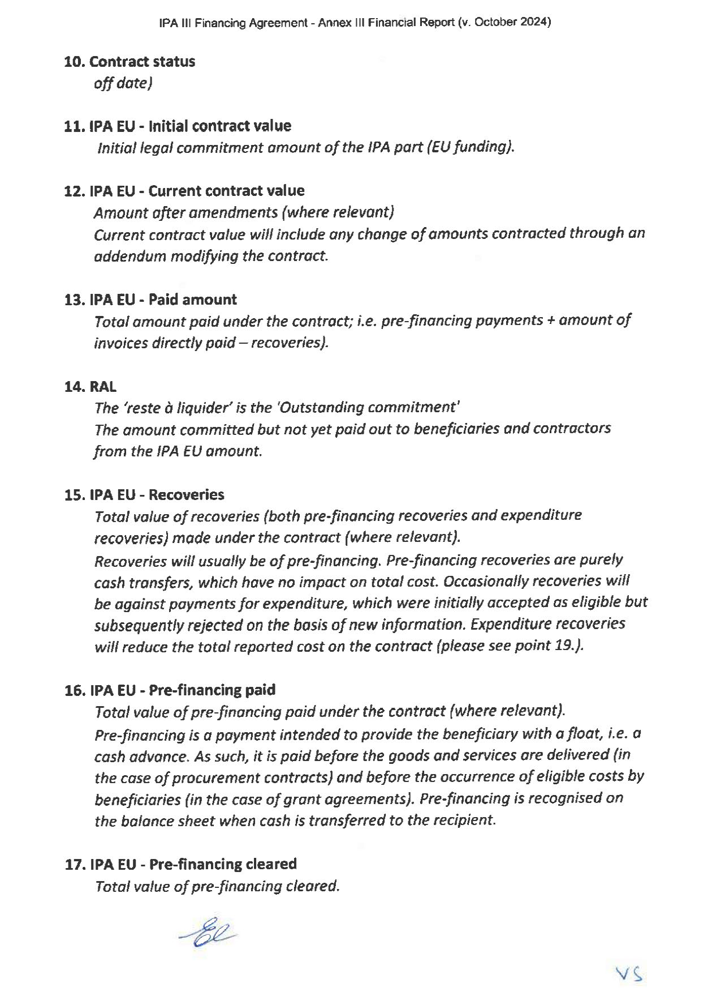 IPA III Financing Agreement - Annex III Financial Report (v. October 2024)
10. Contract status
off date)
11. IPA EU - Initial contract value
Initial legal commitment amount of the IPA part (EU funding).
12. IPA EU - Current contract value
Amount after amendments (where relevant)
Current contract value will include any change of amounts contracted through an
addendum modifying the contract.
13. IPA EU - Paid amount
Total amount paid under the contract; i.e. pre-financing payments + amount of
invoices directly paid – recoveries).
14. RAL
The ‘reste à liquider’ is the 'Outstanding commitment'
The amount committed but not yet paid out to beneficiaries and contractors
from the IPA EU amount.
15. IPA EU - Recoveries
Total value of recoveries (both pre-financing recoveries and expenditure
recoveries) made under the contract (where relevant).
Recoveries will usually be of pre-financing. Pre-financing recoveries are purely
cash transfers, which have no impact on total cost. Occasionally recoveries will
be against payments for expenditure, which were initially accepted as eligible but
subsequently rejected on the basis of new information. Expenditure recoveries
will reduce the total reported cost on the contract (please see point 19.).
16. IPA EU - Pre-financing paid
Total value of pre-financing paid under the contract (where relevant).
Pre-financing is a payment intended to provide the beneficiary with a float, i.e. a
cash advance. As such, it is paid before the goods and services are delivered (in
the case of procurement contracts) and before the occurrence of eligible costs by
beneficiaries (in the case of grant agreements). Pre-financing is recognised on
the balance sheet when cash is transferred to the recipient.
17. IPA EU - Pre-financing cleared
Total value of pre-financing cleared.
VS